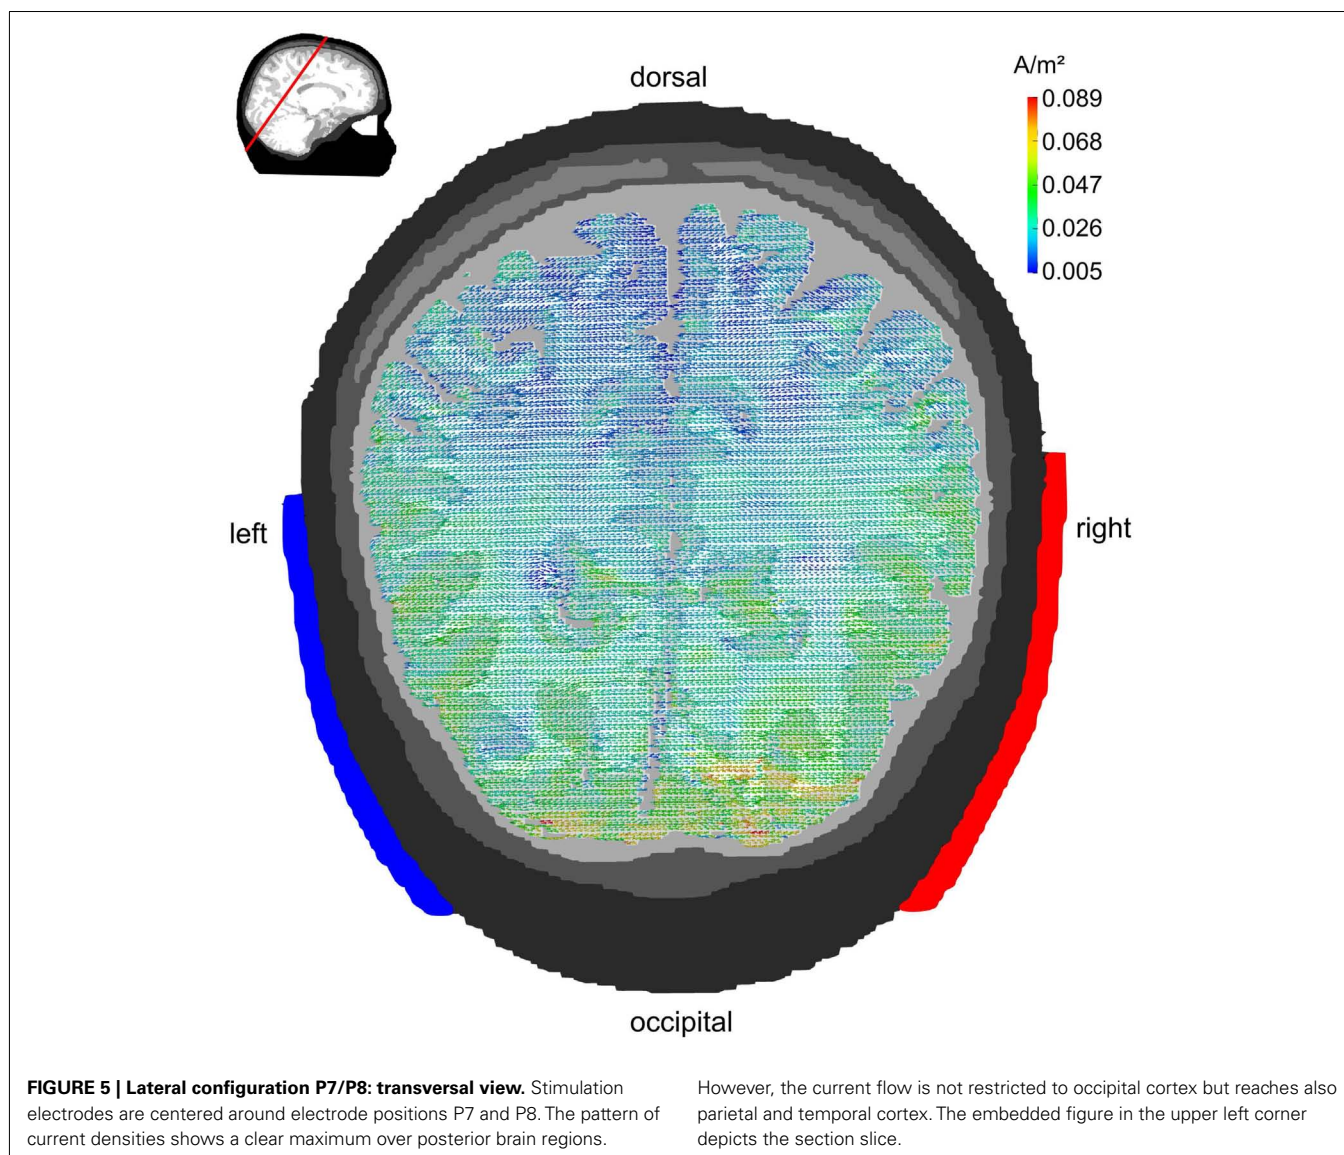 dorsal
A/m²
0.089
0.068
0.047
0.026
0.005
left
right
occipital
FIGURE 5 | Lateral configuration P7/P8: transversal view. Stimulation
electrodes are centered around electrode positions P7 and P8. The pattern of
current densities shows a clear maximum over posterior brain regions.
However, the current flow is not restricted to occipital cortex but reaches also
parietal and temporal cortex. The embedded figure in the upper left corner
depicts the section slice.